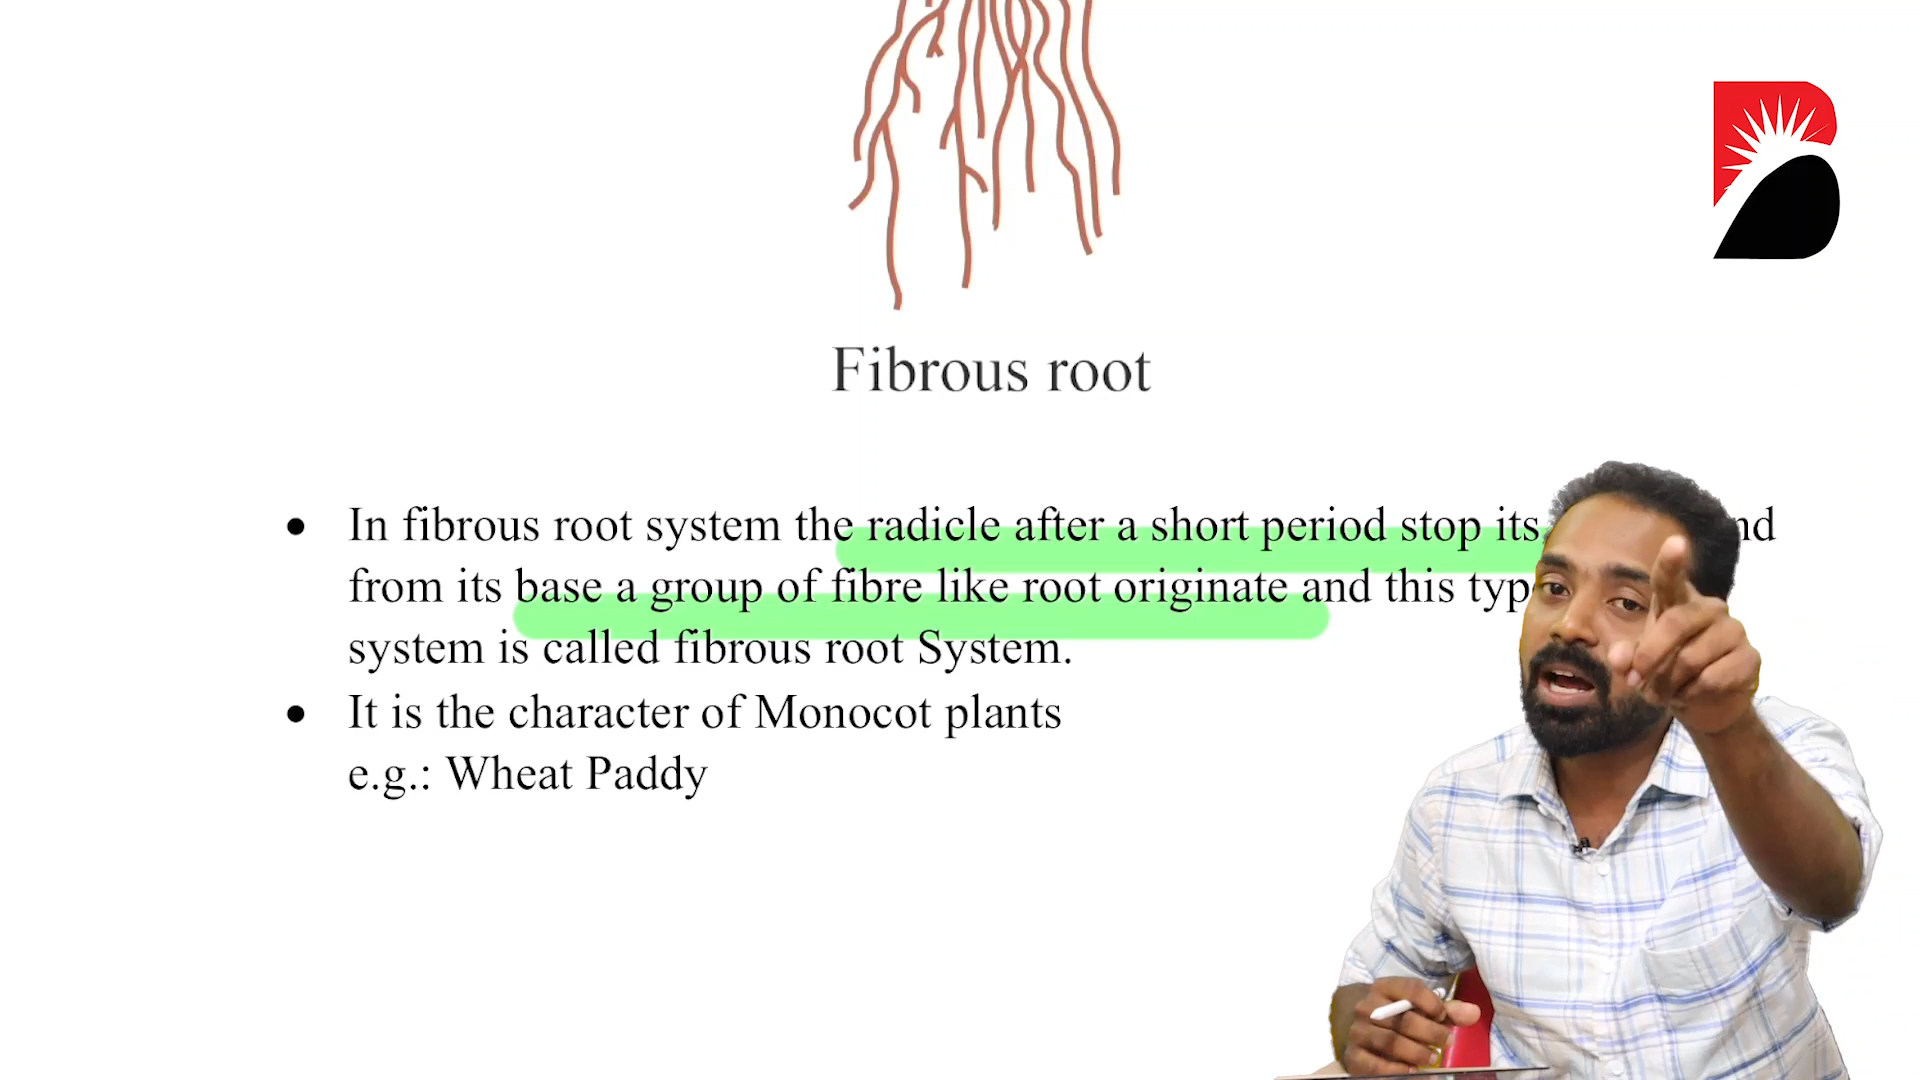 Fibrous root
• In fibrous root system the radicle after a short period stop its
from its base a group of fibre like root originate and this
system is called fibrous root System.
• It is the character of Monocot plants
e.g.: Wheat Paddy